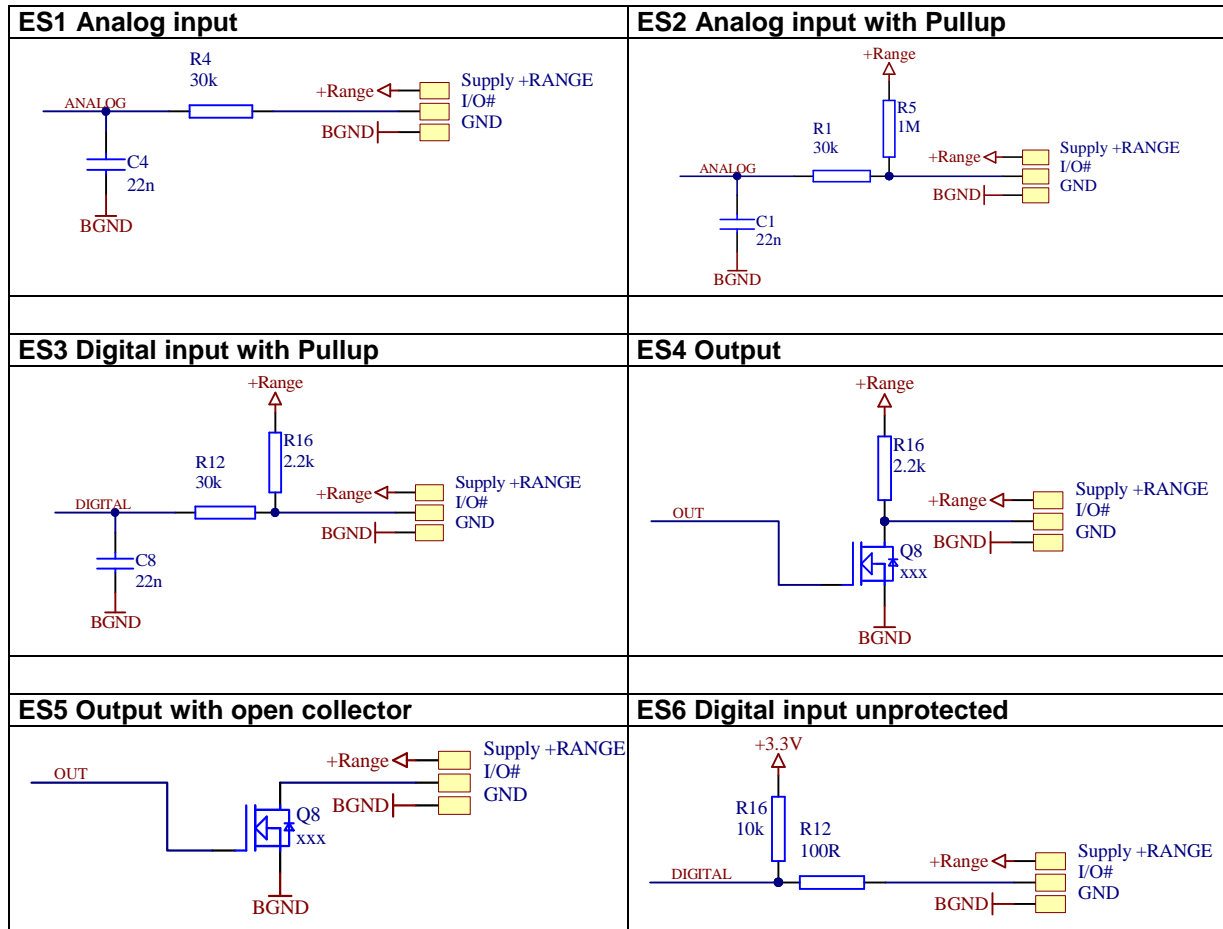 ES1 Analog input
R4
30k
ANALOG
+Range
Supply +RANGE
I/O#
GND
BGND
C4
22n
BGND
ES2 Analog input with Pullup
+Range
R5
1M
R1
30k
ANALOG
+Range
Supply +RANGE
I/O#
GND
BGND
C1
22n
BGND
ES3 Digital input with Pullup
+Range
R16
2.2k
R12
30k
DIGITAL
+Range
Supply +RANGE
I/O#
GND
BGND
C8
22n
BGND
ES4 Output
+Range
R16
2.2k
OUT
+Range
Supply +RANGE
I/O#
GND
BGND
Q8
xxx
BGND
ES5 Output with open collector
OUT
+Range
Supply +RANGE
I/O#
GND
BGND
Q8
xxx
BGND
ES6 Digital input unprotected
+3.3V
R16
10k
R12
100R
DIGITAL
+Range
Supply +RANGE
I/O#
GND
BGND